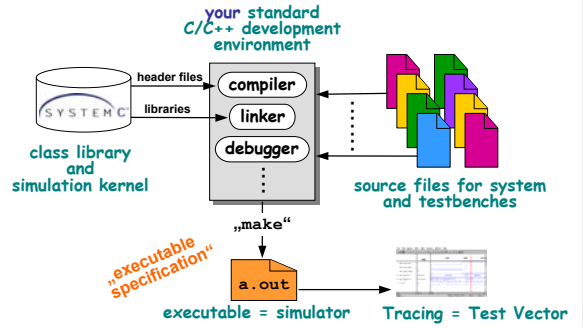 your standard
C/C++ development
environment
header files
libraries
SYSTEMC
compiler
linker
debugger
class library
and
simulation kernel
source files for system
and testbenches
„make“
„executable
specification“
a.out
executable = simulator
Tracing = Test Vector